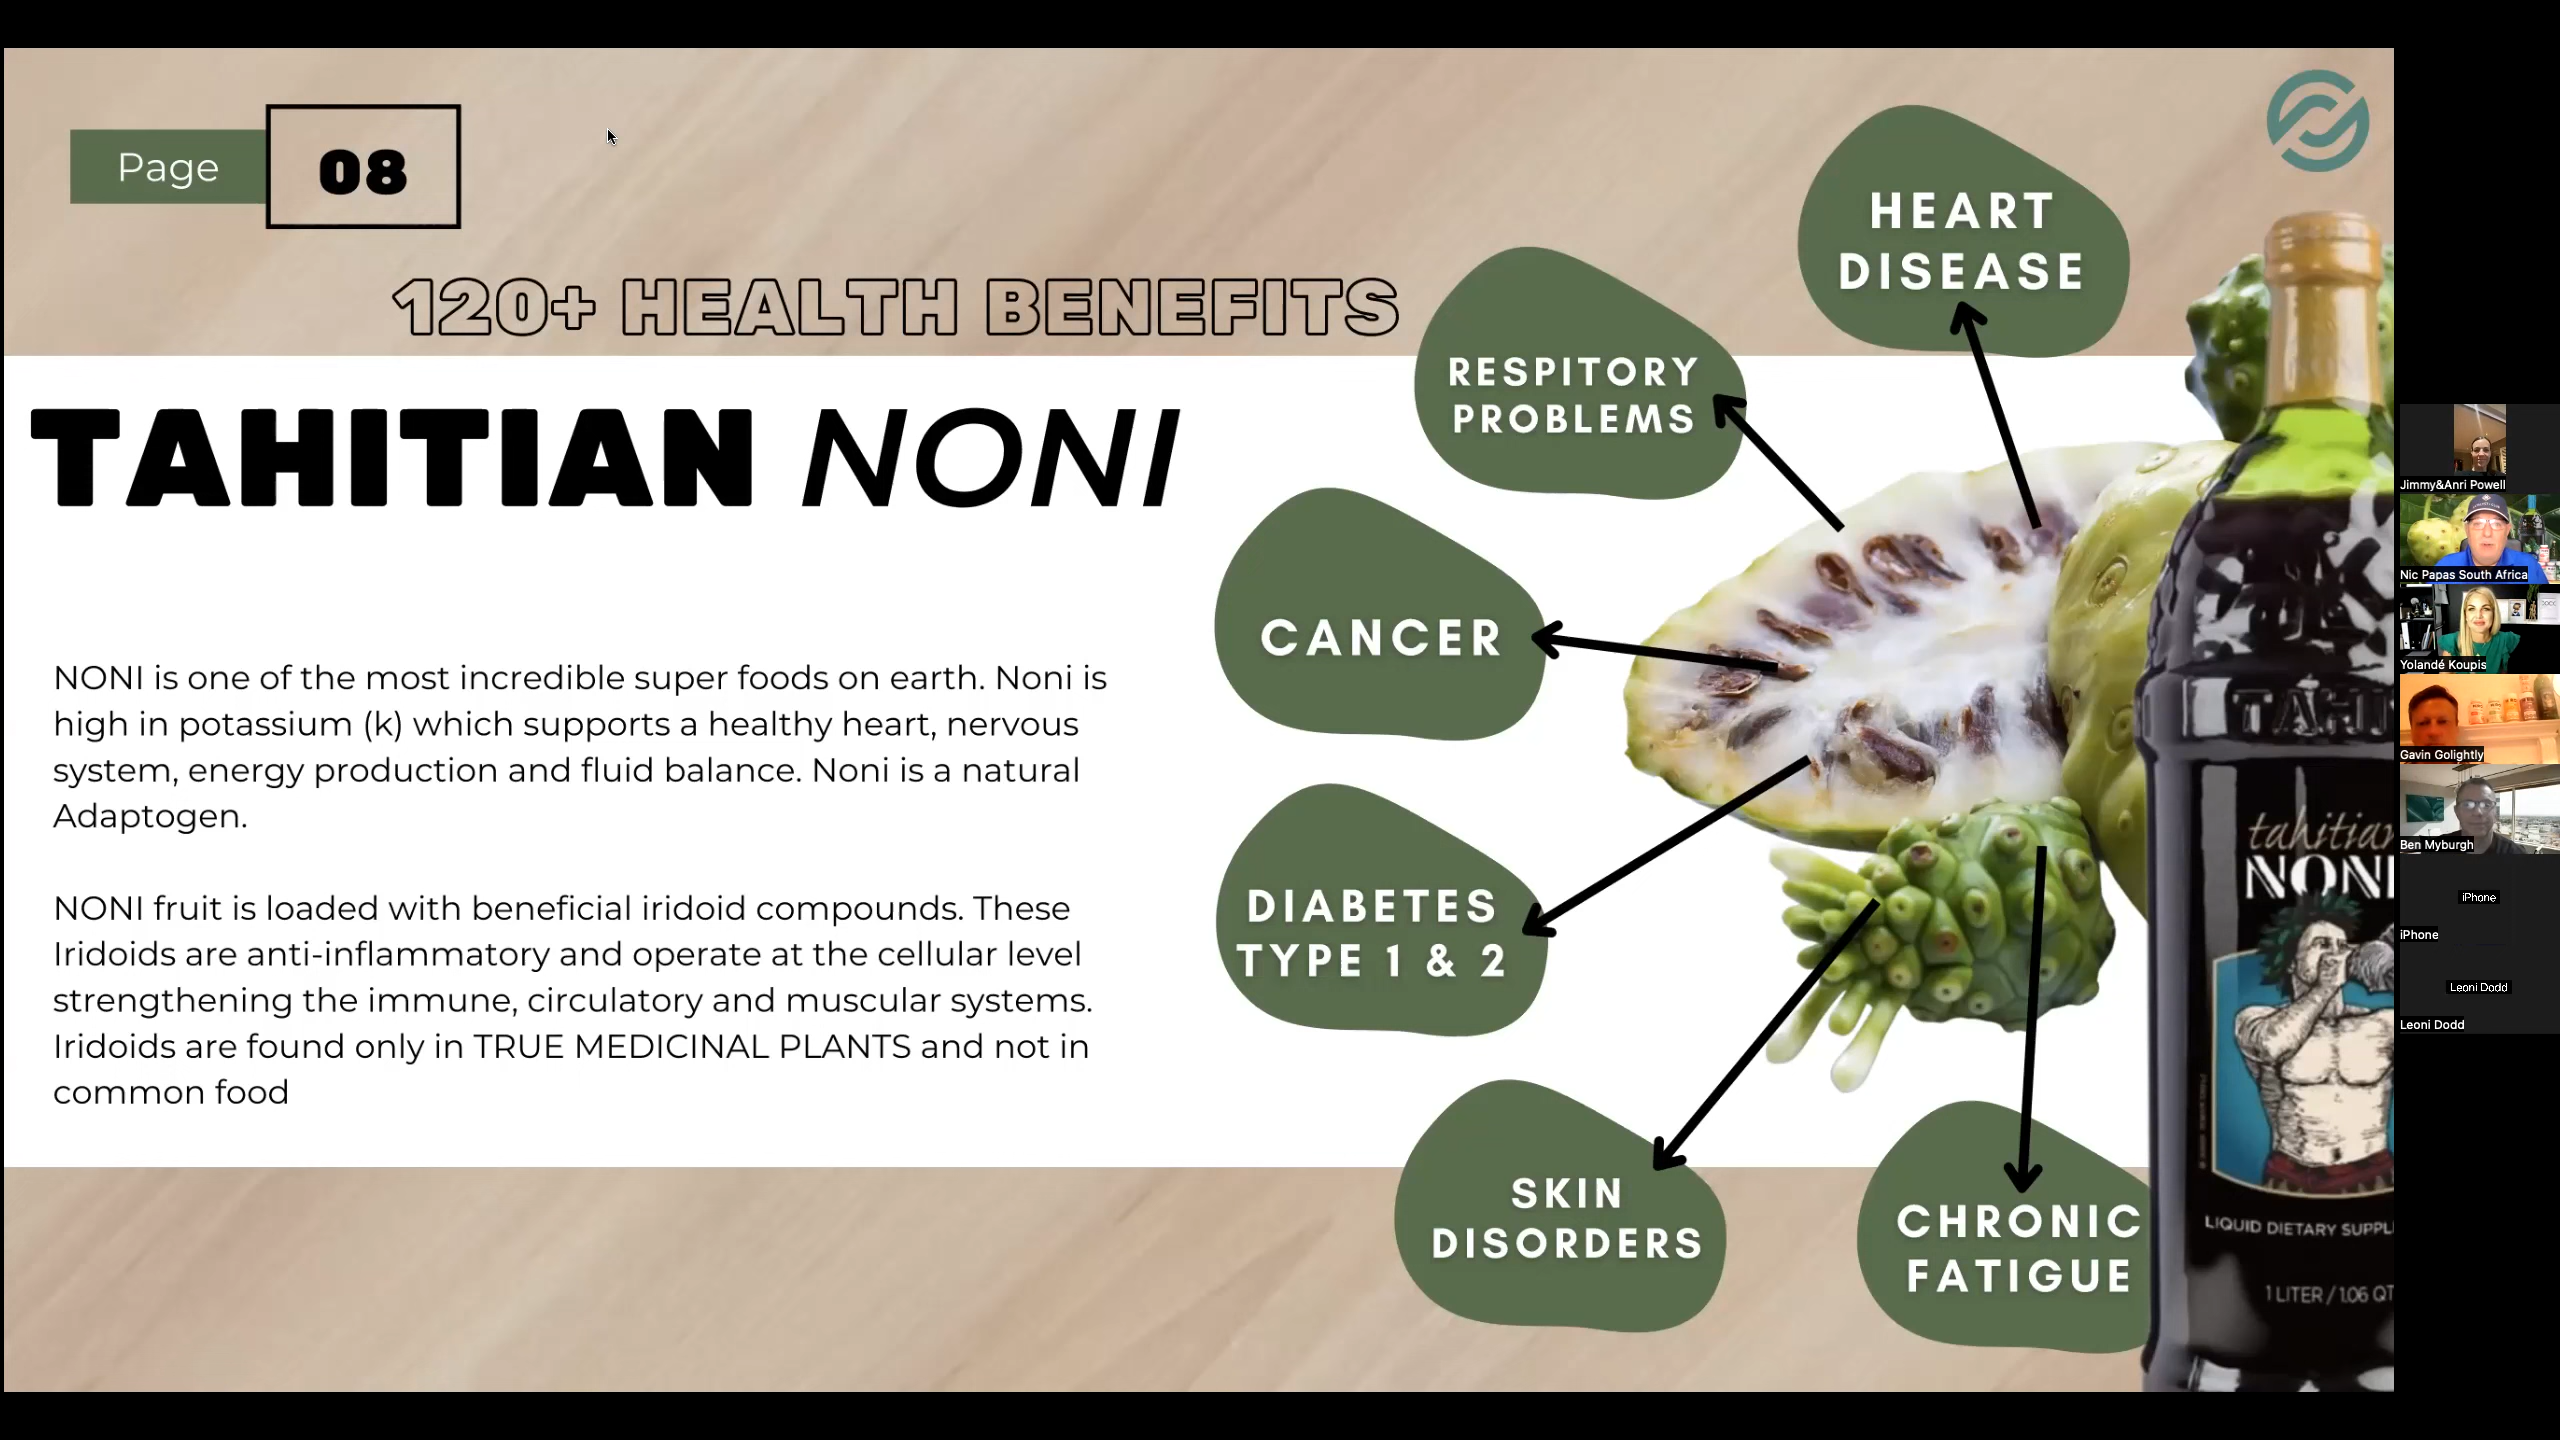 Page
08
120+ HEALTH BENEFITS
TAHITIAN NONI
NONI is one of the most incredible super foods on earth. Noni is
high in potassium (k) which supports a healthy heart, nervous
system, energy production and fluid balance. Noni is a natural
Adaptogen.
NONI fruit is loaded with beneficial iridoid compounds. These
Iridoids are anti-inflammatory and operate at the cellular level
strengthening the immune, circulatory and muscular systems.
Iridoids are found only in TRUE MEDICINAL PLANTS and not in
common food
HEART
DISEASE
RESPITORY
PROBLEMS
CANCER
DIABETES
TYPE 1 & 2
SKIN
DISORDERS
CHRONIC
FATIGUE
tahitian
NONI
LIQUID DIETARY
1 LITER / 1.06 QT
Jimmy&Anri Powell
Nic Papas South Africa
Yolandé Koupis
Gavin Golightly
Ben Myburgh
iPhone
iPhone
Leoni Dodd
Leoni Dodd